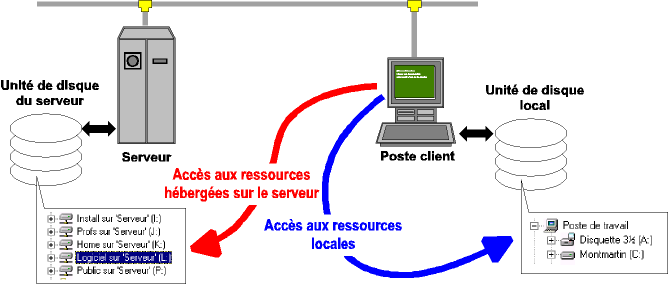 Unité de disque
du serveur
Serveur
Poste client
Unité de disque
local
Accès aux ressources
hébergées sur le serveur
Accès aux ressources
locales
Install sur 'Serveur' (I:)
Profs sur 'Serveur' (J:)
Home sur 'Serveur' (K:)
Logiciel sur 'Serveur' (L:)
Public sur 'Serveur' (P:)
Poste de travail
Disquette 3½ (A:)
Montmartin (C:)